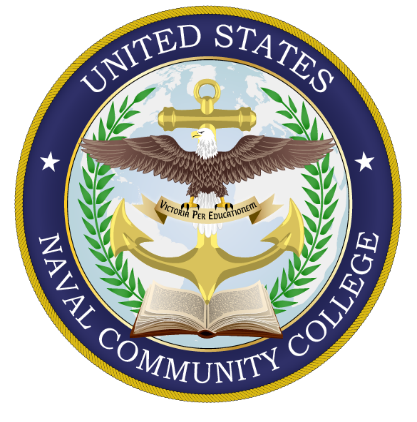 UNITED STATES
VICTORIA PER EDUCATIONEM
NAVAL COMMUNITY COLLEGE